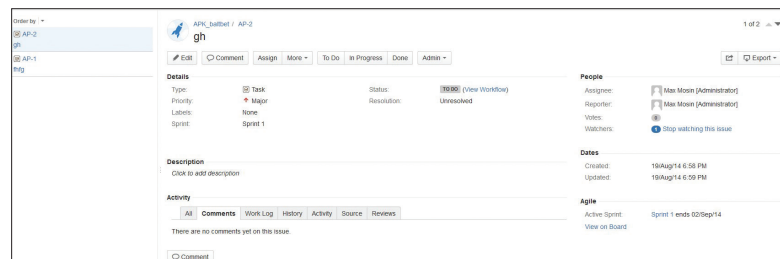 Order by
AP-2
gh
AP-1
fhfg
APK_ballbet / AP-2
gh
1 of 2
Edit Comment Assign More To Do In Progress Done Admin Export
Details
Type: Task
Priority: Major
Labels: None
Sprint: Sprint 1
Status: TO DO (View Workflow)
Resolution: Unresolved
Description
Click to add description
Activity
All Comments Work Log History Activity Source Reviews
There are no comments yet on this issue.
Comment
People
Assignee: Max Mosin [Administrator]
Reporter: Max Mosin [Administrator]
Votes: 0
Watchers: 1 Stop watching this issue
Dates
Created: 19/Aug/14 6:58 PM
Updated: 19/Aug/14 6:59 PM
Agile
Active Sprint: Sprint 1 ends 02/Sep/14
View on Board